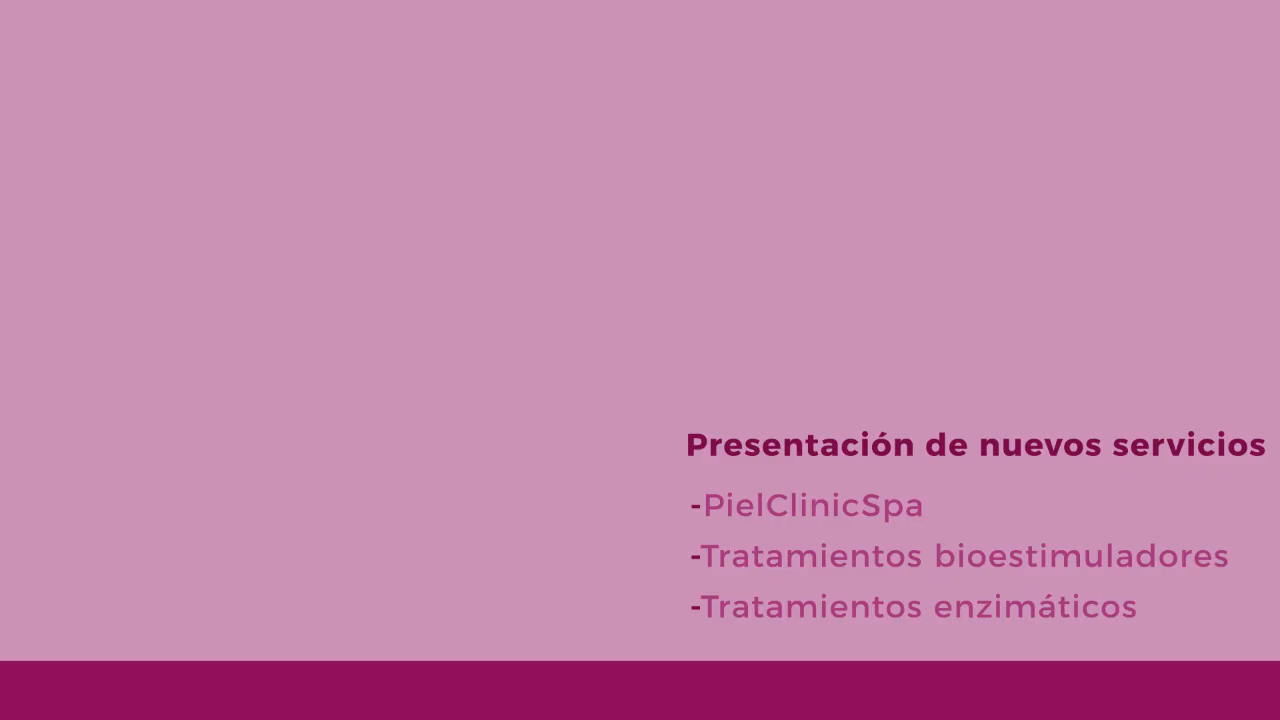 Presentación de nuevos servicios
-PielClinicSpa
-Tratamientos bioestimuladores
-Tratamientos enzimáticos